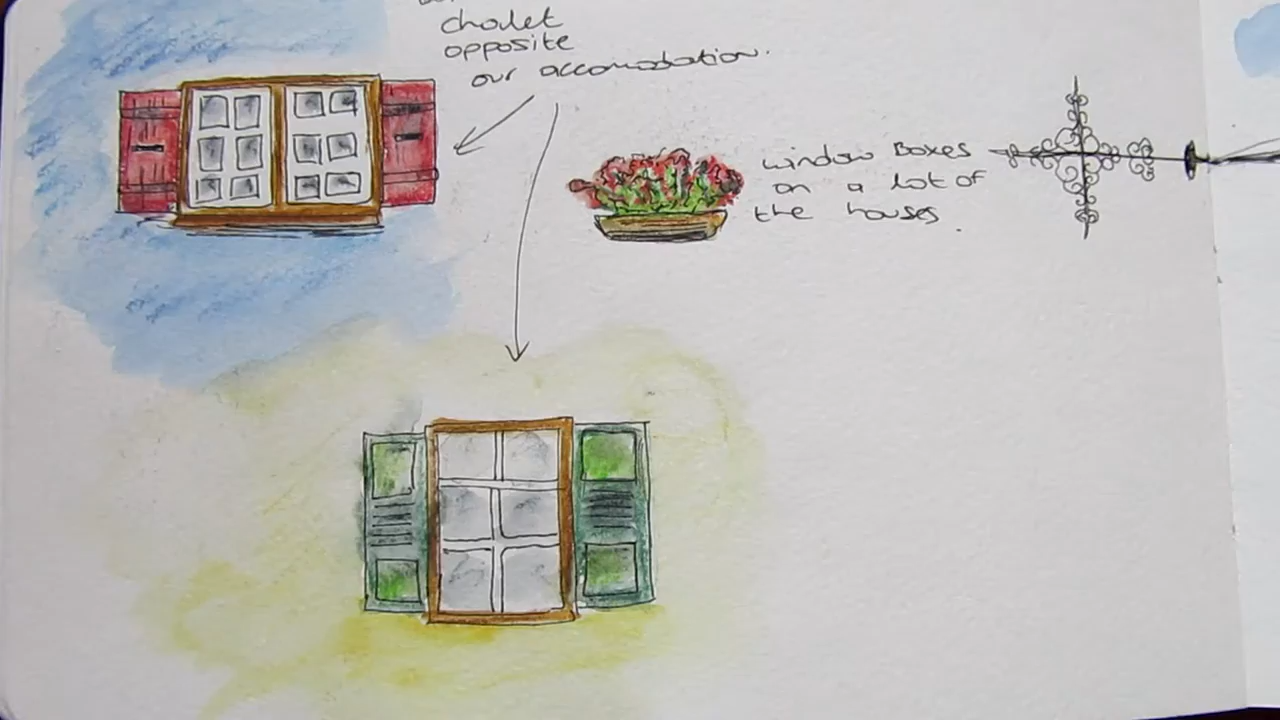 chalet
opposite
our accomodation.
window Boxes
on a lot of
the houses.